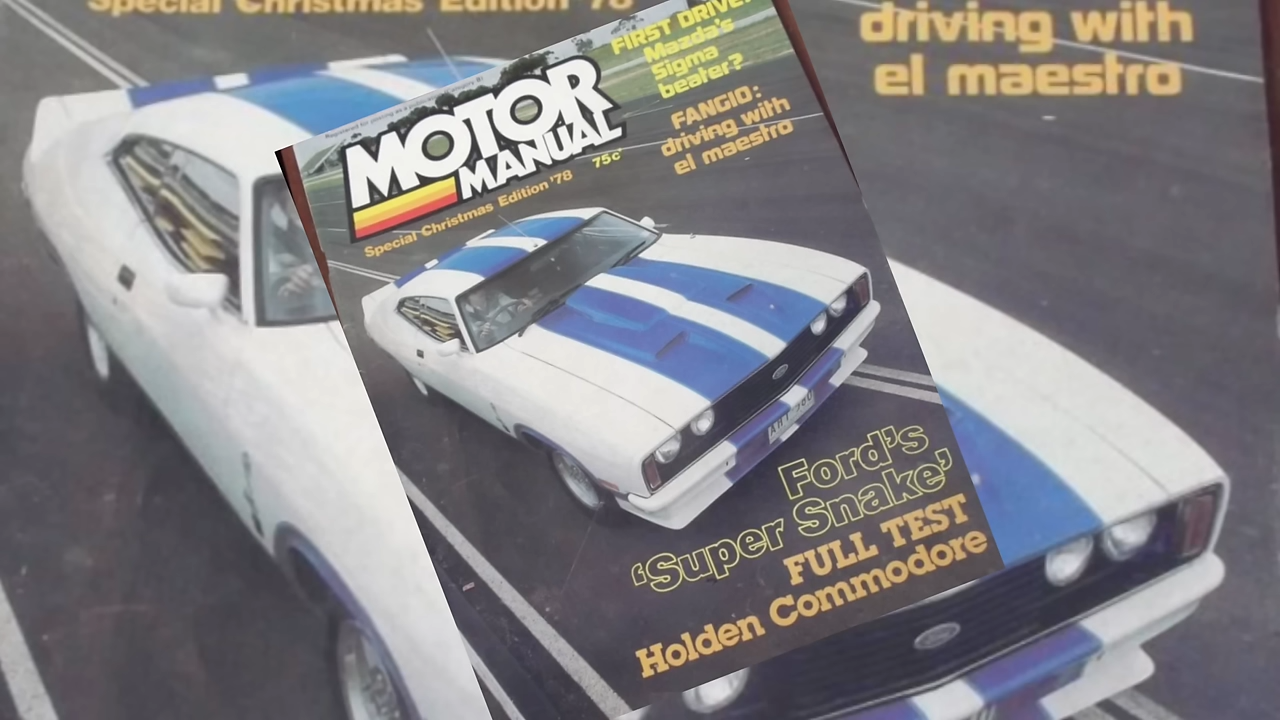 Special Christmas Edition '78
driving with
el maestro
MOTOR
MANUAL
75c
Special Christmas Edition '78
FIRST DRIVE:
Mazda's
Sigma
beater?
FANGIO:
driving with
el maestro
Ford
Ford's
'Super Snake'
FULL TEST
Holden Commodore